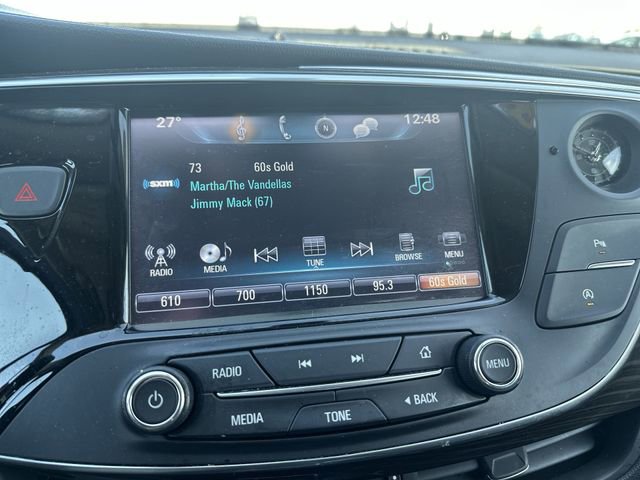 27°
N
12:48
73 60s Gold
((sxm))
Martha/The Vandellas
Jimmy Mack (67)
RADIO MEDIA TUNE BROWSE MENU
610 700 1150 95.3 60s Gold
RADIO
MENU
MEDIA TONE BACK